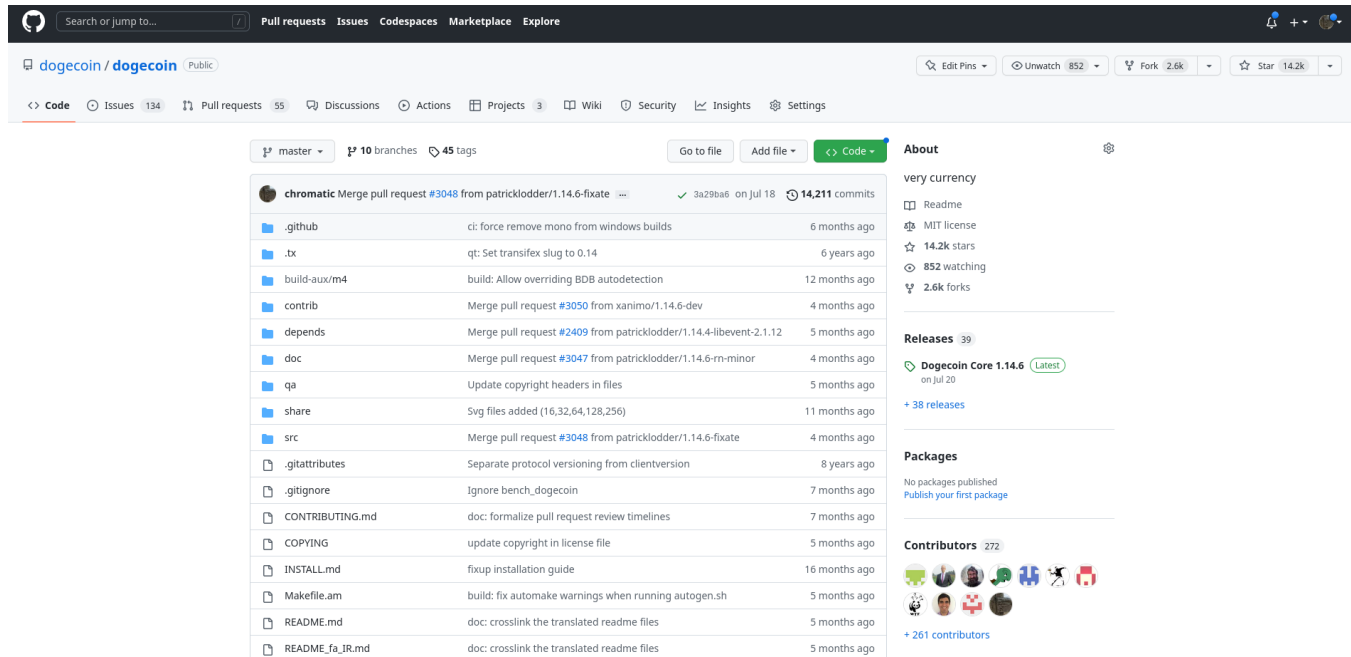 Search or jump to... /
Pull requests Issues Codespaces Marketplace Explore
dogecoin / dogecoin Public
Edit Pins Unwatch 852 Fork 2.6k Star 14.2k
Code Issues 134 Pull requests 55 Discussions Actions Projects 3 Wiki Security Insights Settings
master 10 branches 45 tags Go to file Add file Code
chromatic Merge pull request #3048 from patricklodder/1.14.6-fixate ... 3a29ba6 on Jul 18 14,211 commits
.github ci: force remove mono from windows builds 6 months ago
.tx qt: Set transifex slug to 0.14 6 years ago
build-aux/m4 build: Allow overriding BDB autodetection 12 months ago
contrib Merge pull request #3050 from xanimo/1.14.6-dev 4 months ago
depends Merge pull request #2409 from patricklodder/1.14.4-libevent-2.1.12 5 months ago
doc Merge pull request #3047 from patricklodder/1.14.6-rn-minor 4 months ago
qa Update copyright headers in files 5 months ago
share Svg files added (16,32,64,128,256) 11 months ago
src Merge pull request #3048 from patricklodder/1.14.6-fixate 4 months ago
.gitattributes Separate protocol versioning from clientversion 8 years ago
.gitignore Ignore bench_dogecoin 7 months ago
CONTRIBUTING.md doc: formalize pull request review timelines 7 months ago
COPYING update copyright in license file 5 months ago
INSTALL.md fixup installation guide 16 months ago
Makefile.am build: fix automake warnings when running autogen.sh 5 months ago
README.md doc: crosslink the translated readme files 5 months ago
README_fa_IR.md doc: crosslink the translated readme files 5 months ago
About
very currency
Readme
MIT license
14.2k stars
852 watching
2.6k forks
Releases 39
Dogecoin Core 1.14.6 Latest
on Jul 20
+ 38 releases
Packages
No packages published
Publish your first package
Contributors 272
+ 261 contributors